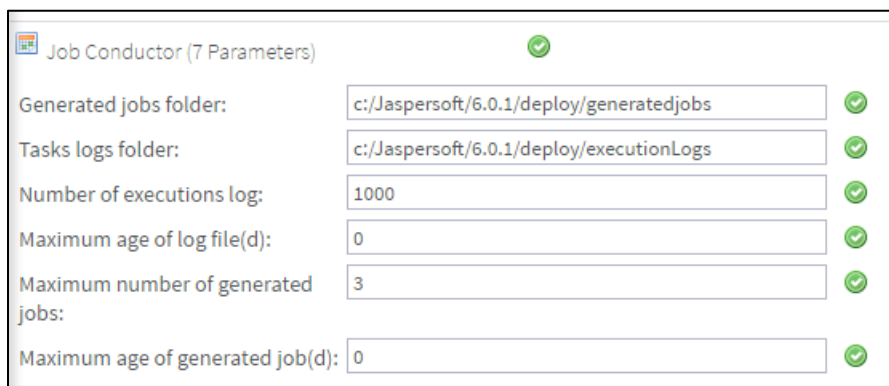 Job Conductor (7 Parameters)
Generated jobs folder: c:/Jaspersoft/6.0.1/deploy/generatedjobs
Tasks logs folder: c:/Jaspersoft/6.0.1/deploy/executionLogs
Number of executions log: 1000
Maximum age of log file(d): 0
Maximum number of generated 3
jobs:
Maximum age of generated job(d): 0